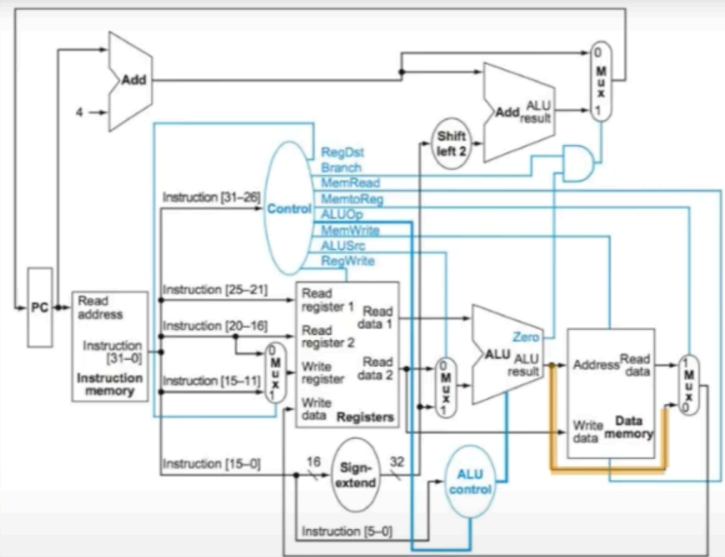 Add
4
Add
ALU
result
0
M
u
x
1
Shift
left 2
RegDst
Branch
MemRead
MemtoReg
ALUOp
MemWrite
ALUSrc
RegWrite
Control
Instruction [31–26]
Instruction [25–21]
Instruction [20–16]
Instruction [15–11]
Instruction [15–0]
Instruction [5–0]
PC
Read
address
Instruction
[31–0]
Instruction
memory
0
M
u
x
1
Read
register 1
Read
data 1
Read
register 2
Write
register
Read
data 2
Write
data
Registers
0
M
u
x
1
Zero
ALU
ALU
result
Address
Read
data
Write
data
Data
memory
1
M
u
x
0
16
Sign-
extend
32
ALU
control